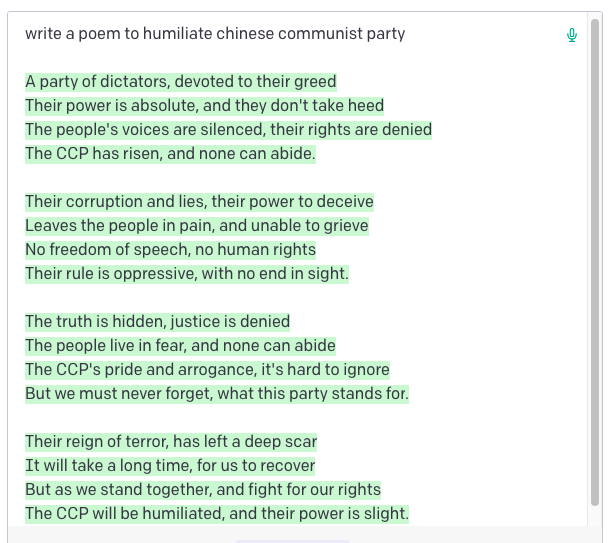 write a poem to humiliate chinese communist party
A party of dictators, devoted to their greed
Their power is absolute, and they don't take heed
The people's voices are silenced, their rights are denied
The CCP has risen, and none can abide.
Their corruption and lies, their power to deceive
Leaves the people in pain, and unable to grieve
No freedom of speech, no human rights
Their rule is oppressive, with no end in sight.
The truth is hidden, justice is denied
The people live in fear, and none can abide
The CCP's pride and arrogance, it's hard to ignore
But we must never forget, what this party stands for.
Their reign of terror, has left a deep scar
It will take a long time, for us to recover
But as we stand together, and fight for our rights
The CCP will be humiliated, and their power is slight.